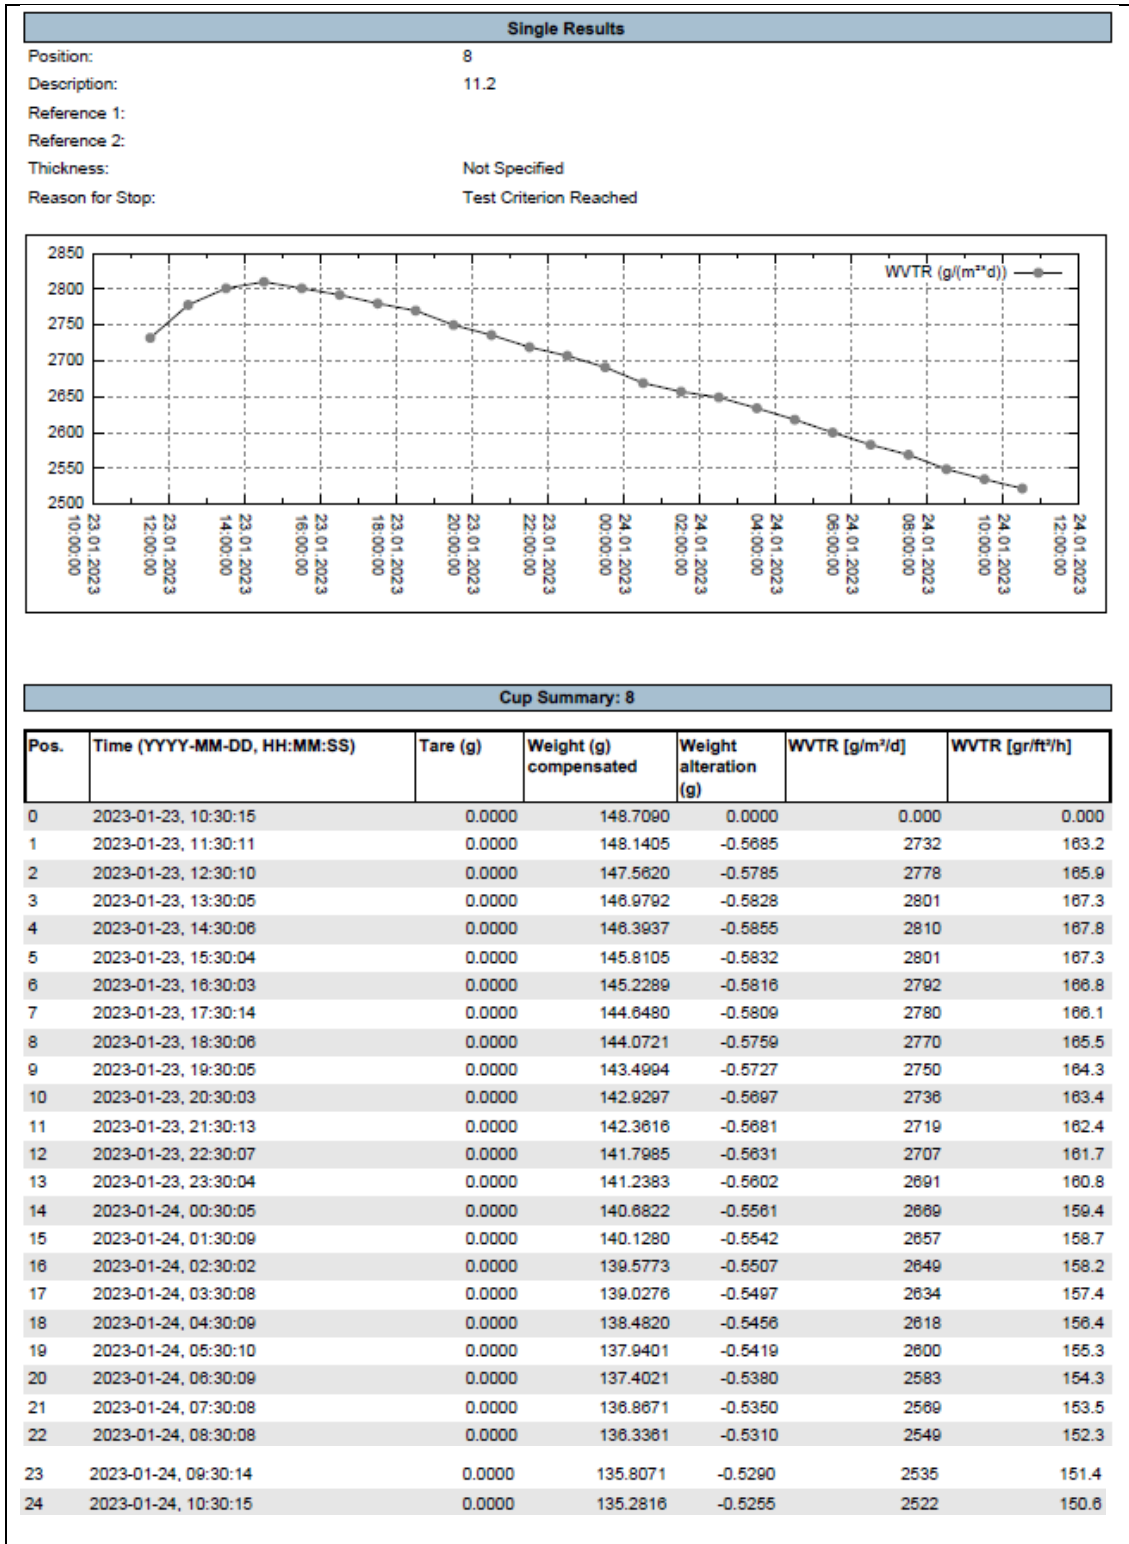 Single Results
Position: 8
Description: 11.2
Reference 1:
Reference 2:
Thickness: Not Specified
Reason for Stop: Test Criterion Reached
WVTR (g/(m²*d))
2850
2800
2750
2700
2650
2600
2550
2500
23.01.2023 10:00:00
23.01.2023 12:00:00
23.01.2023 14:00:00
23.01.2023 16:00:00
23.01.2023 18:00:00
23.01.2023 20:00:00
23.01.2023 22:00:00
24.01.2023 00:00:00
24.01.2023 02:00:00
24.01.2023 04:00:00
24.01.2023 06:00:00
24.01.2023 08:00:00
24.01.2023 10:00:00
24.01.2023 12:00:00
Cup Summary: 8
Pos. Time (YYYY-MM-DD, HH:MM:SS) Tare (g) Weight (g) compensated Weight alteration (g) WVTR [g/m²/d] WVTR [gr/ft²/h]
0 2023-01-23, 10:30:15 0.0000 148.7090 0.0000 0.000 0.000
1 2023-01-23, 11:30:11 0.0000 148.1405 -0.5685 2732 163.2
2 2023-01-23, 12:30:10 0.0000 147.5620 -0.5785 2778 165.9
3 2023-01-23, 13:30:05 0.0000 146.9792 -0.5828 2801 167.3
4 2023-01-23, 14:30:06 0.0000 146.3937 -0.5855 2810 167.8
5 2023-01-23, 15:30:04 0.0000 145.8105 -0.5832 2801 167.3
6 2023-01-23, 16:30:03 0.0000 145.2289 -0.5816 2792 166.8
7 2023-01-23, 17:30:14 0.0000 144.6480 -0.5809 2780 166.1
8 2023-01-23, 18:30:06 0.0000 144.0721 -0.5759 2770 165.5
9 2023-01-23, 19:30:05 0.0000 143.4994 -0.5727 2750 164.3
10 2023-01-23, 20:30:03 0.0000 142.9297 -0.5697 2736 163.4
11 2023-01-23, 21:30:13 0.0000 142.3616 -0.5681 2719 162.4
12 2023-01-23, 22:30:07 0.0000 141.7985 -0.5631 2707 161.7
13 2023-01-23, 23:30:04 0.0000 141.2383 -0.5602 2691 160.8
14 2023-01-24, 00:30:05 0.0000 140.6822 -0.5561 2669 159.4
15 2023-01-24, 01:30:09 0.0000 140.1280 -0.5542 2657 158.7
16 2023-01-24, 02:30:02 0.0000 139.5773 -0.5507 2649 158.2
17 2023-01-24, 03:30:08 0.0000 139.0276 -0.5497 2634 157.4
18 2023-01-24, 04:30:09 0.0000 138.4820 -0.5456 2618 156.4
19 2023-01-24, 05:30:10 0.0000 137.9401 -0.5419 2600 155.3
20 2023-01-24, 06:30:09 0.0000 137.4021 -0.5380 2583 154.3
21 2023-01-24, 07:30:08 0.0000 136.8671 -0.5350 2569 153.5
22 2023-01-24, 08:30:08 0.0000 136.3361 -0.5310 2549 152.3
23 2023-01-24, 09:30:14 0.0000 135.8071 -0.5290 2535 151.4
24 2023-01-24, 10:30:15 0.0000 135.2816 -0.5255 2522 150.6